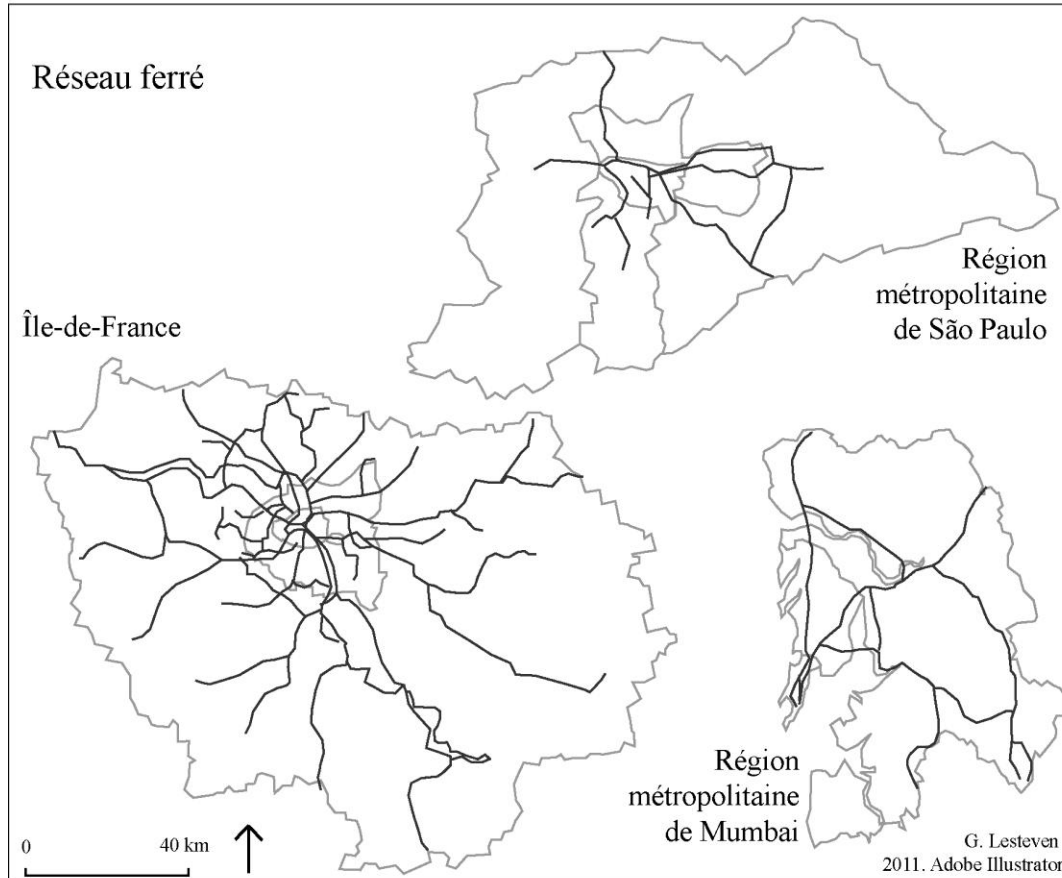 Réseau ferré
Région
métropolitaine
de São Paulo
Île-de-France
Région
métropolitaine
de Mumbai
0
40 km
G. Lesteven
2011. Adobe Illustrator